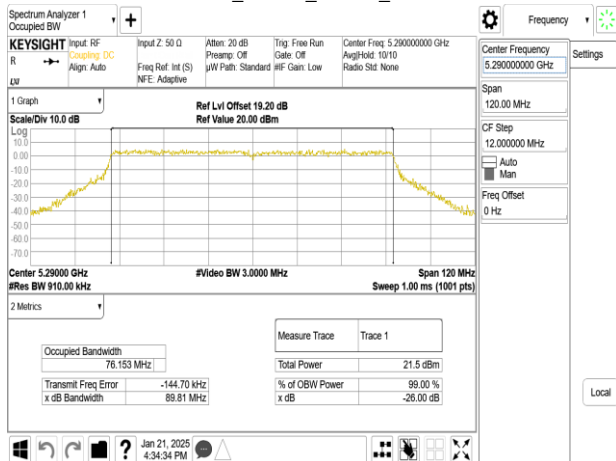 Spectrum Analyzer 1
Occupied BW
Frequency
KEYSIGHT
Input: RF
Input Z: 50 Ω
Atten: 20 dB
Trig: Free Run
Center Freq: 5.290000000 GHz
R
Coupling: DC
Preamp: Off
Gate: Off
Avg|Hold: 10/10
Align: Auto
Freq Ref: Int (S)
µW Path: Standard
#IF Gain: Low
Radio Std: None
NFE: Adaptive
LXI
Center Frequency
5.290000000 GHz
Settings
Span
120.00 MHz
CF Step
12.000000 MHz
Auto
Man
Freq Offset
0 Hz
Local
1 Graph
Ref Lvl Offset 19.20 dB
Scale/Div 10.0 dB
Ref Value 20.00 dBm
Log
10.0
0.00
-10.0
-20.0
-30.0
-40.0
-50.0
-60.0
-70.0
Center 5.29000 GHz
#Video BW 3.0000 MHz
Span 120 MHz
#Res BW 910.00 kHz
Sweep 1.00 ms (1001 pts)
2 Metrics
Measure Trace
Trace 1
Occupied Bandwidth
76.153 MHz
Total Power
21.5 dBm
Transmit Freq Error
-144.70 kHz
% of OBW Power
99.00 %
x dB Bandwidth
89.81 MHz
x dB
-26.00 dB
Jan 21, 2025
4:34:34 PM